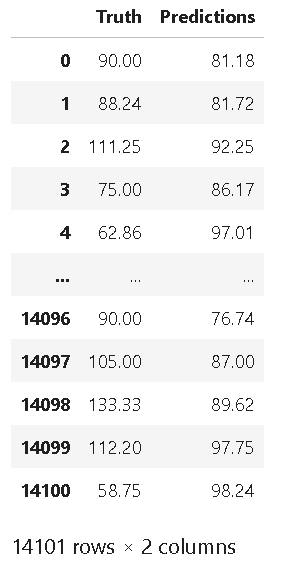 Truth Predictions
0 90.00 81.18
1 88.24 81.72
2 111.25 92.25
3 75.00 86.17
4 62.86 97.01
... ... ...
14096 90.00 76.74
14097 105.00 87.00
14098 133.33 89.62
14099 112.20 97.75
14100 58.75 98.24
14101 rows × 2 columns